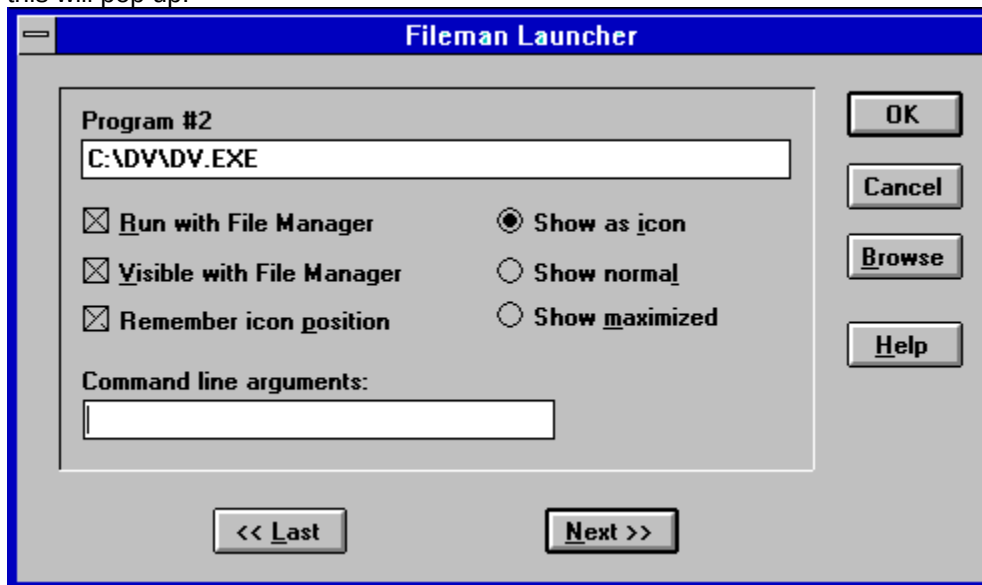 this will pop up.
Fileman Launcher
Program #2
C:\DV\DV.EXE
Run with File Manager
Visible with File Manager
Remember icon position
Show as icon
Show normal
Show maximized
Command line arguments:
<< Last
Next >>
OK
Cancel
Browse
Help